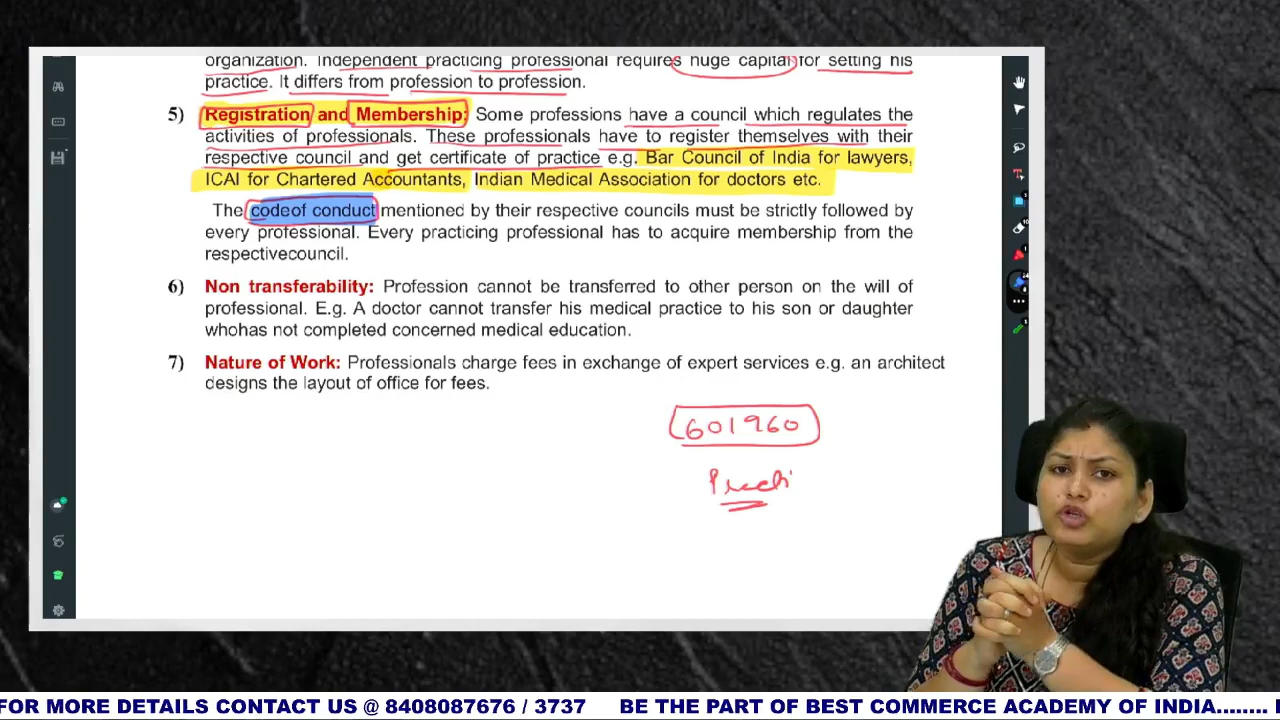 organization. Independent practicing professional requires huge capital for setting his
practice. It differs from profession to profession.
5) Registration and Membership: Some professions have a council which regulates the
activities of professionals. These professionals have to register themselves with their
respective council and get certificate of practice e.g. Bar Council of India for lawyers,
ICAI for Chartered Accountants, Indian Medical Association for doctors etc.
The codeof conduct mentioned by their respective councils must be strictly followed by
every professional. Every practicing professional has to acquire membership from the
respectivecouncil.
6) Non transferability: Profession cannot be transferred to other person on the will of
professional. E.g. A doctor cannot transfer his medical practice to his son or daughter
whohas not completed concerned medical education.
7) Nature of Work: Professionals charge fees in exchange of expert services e.g. an architect
designs the layout of office for fees.
601960
FOR MORE DETAILS CONTACT US @ 8408087676 / 3737 BE THE PART OF BEST COMMERCE ACADEMY OF INDIA........